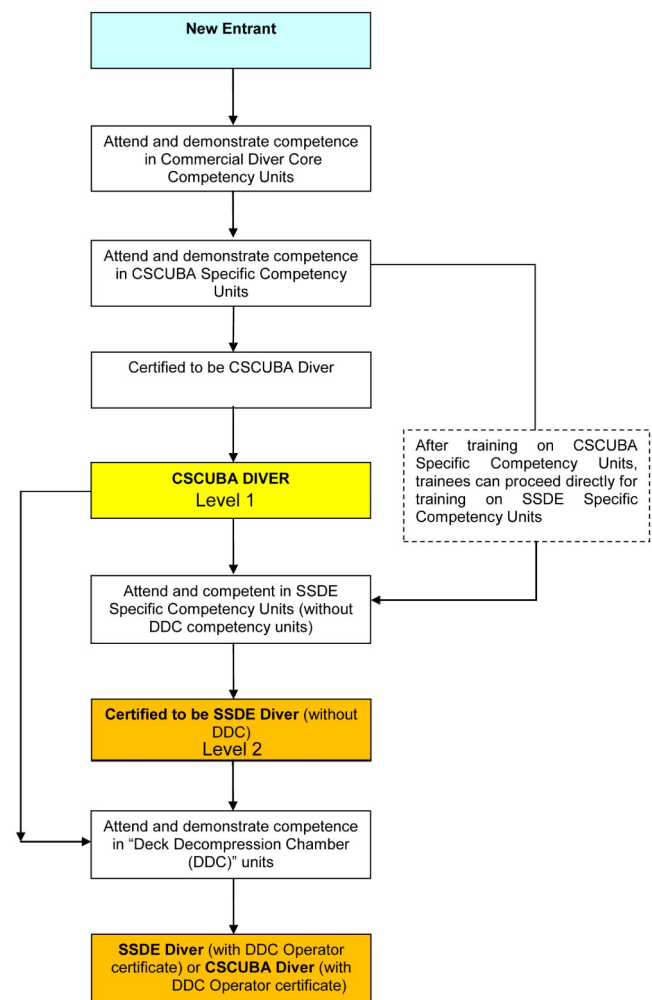 New Entrant
Attend and demonstrate competence
in Commercial Diver Core
Competency Units
Attend and demonstrate competence
in CSCUBA Specific Competency
Units
Certified to be CSCUBA Diver
After training on CSCUBA
Specific Competency Units,
trainees can proceed directly for
training on SSDE Specific
Competency Units
CSCUBA DIVER
Level 1
Attend and competent in SSDE
Specific Competency Units (without
DDC competency units)
Certified to be SSDE Diver (without
DDC)
Level 2
Attend and demonstrate competence
in “Deck Decompression Chamber
(DDC)” units
SSDE Diver (with DDC Operator
certificate) or CSCUBA Diver (with
DDC Operator certificate)